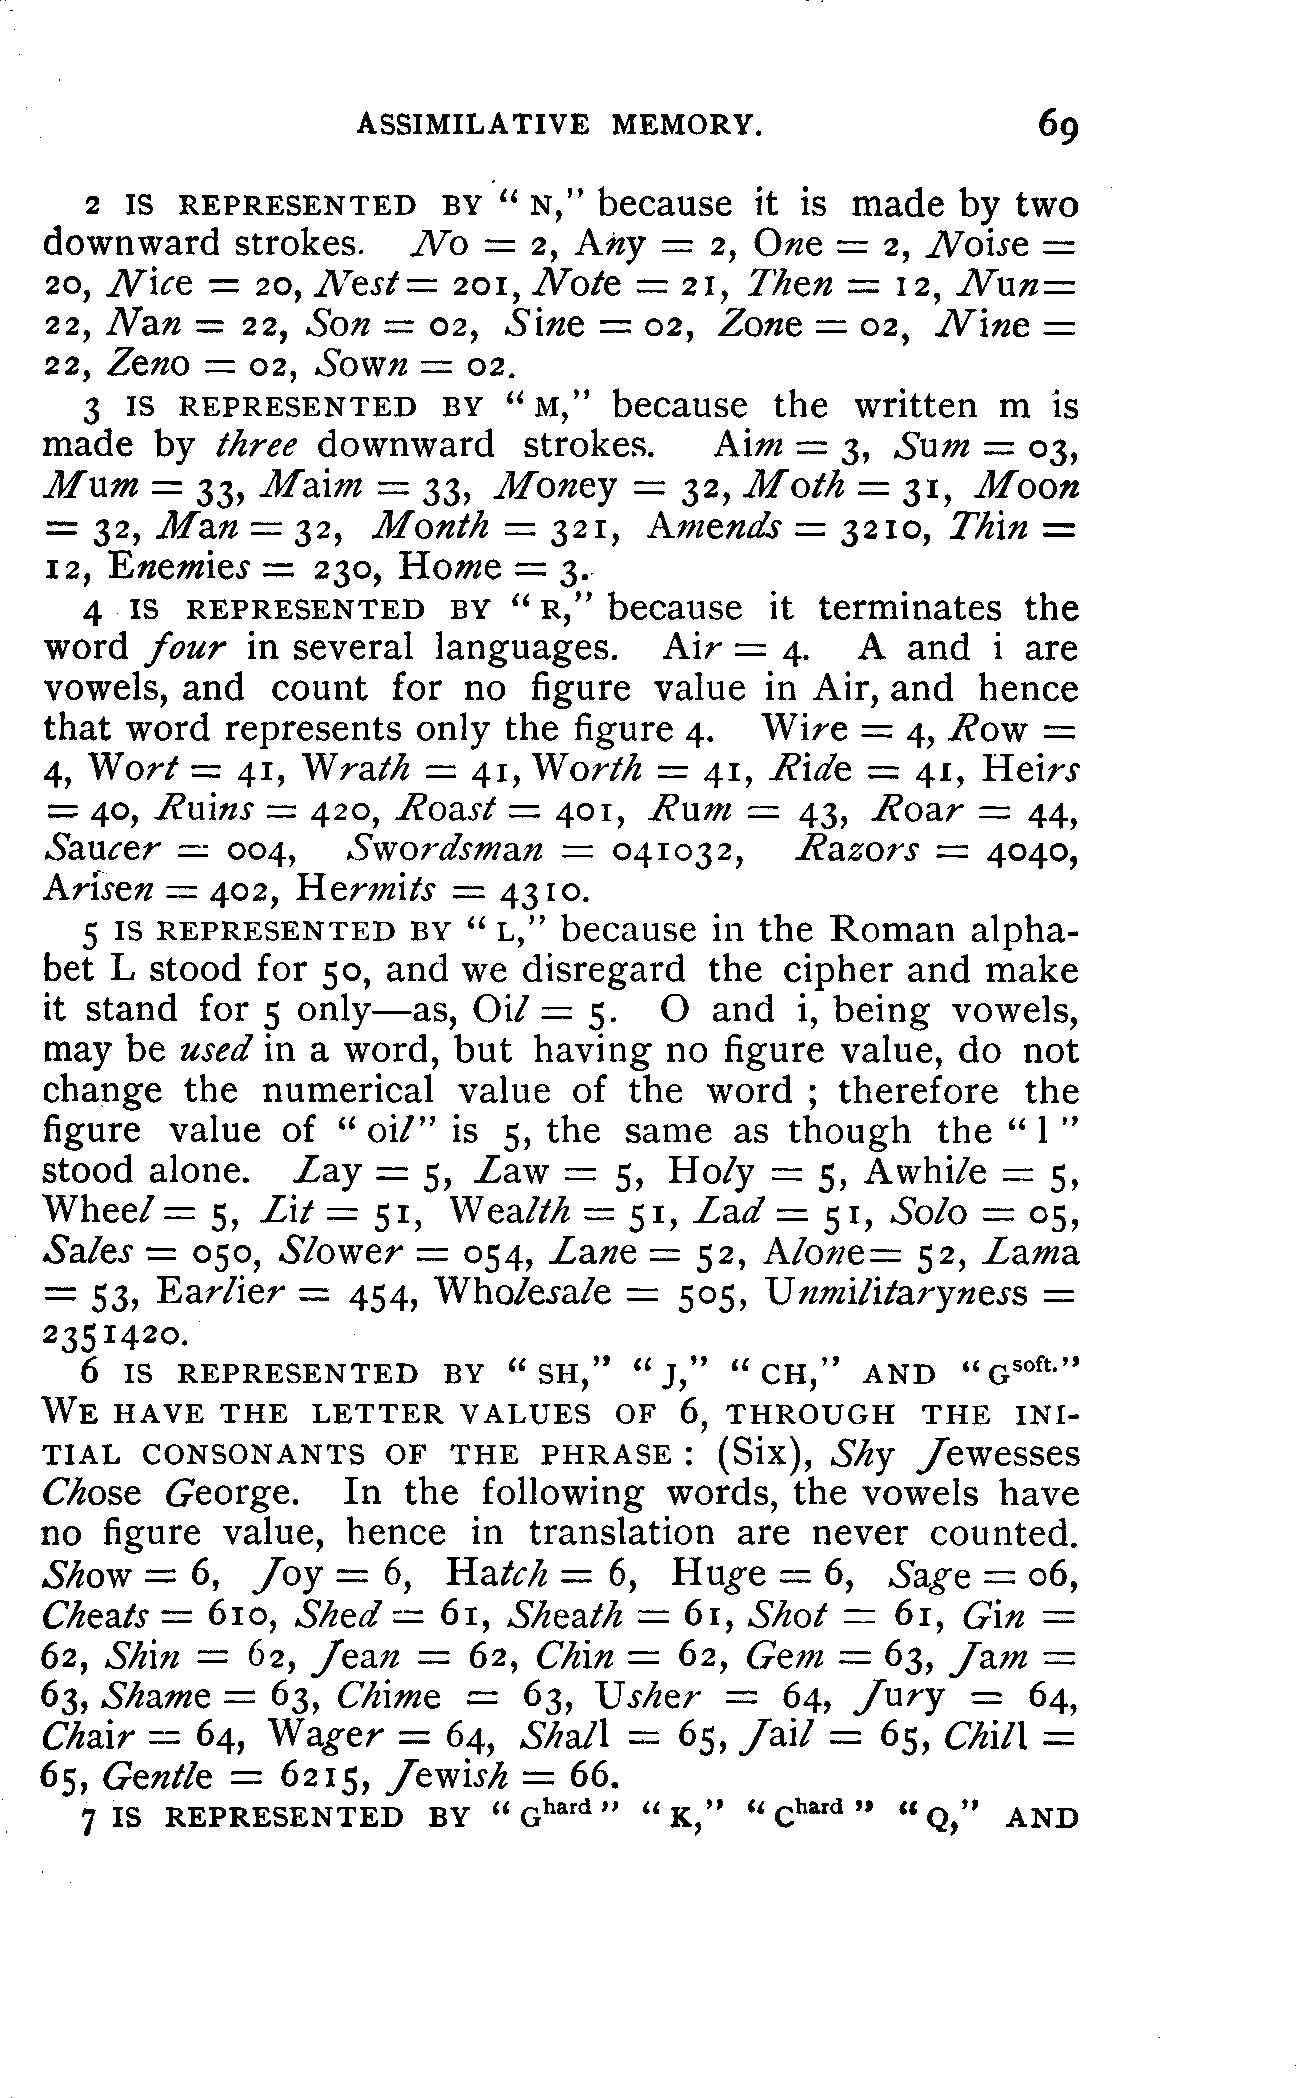 ASSIMILATIVE MEMORY. 69
2 IS REPRESENTED BY “ N,” because it is made by two
downward strokes. No = 2, Any = 2, One = 2, Noise =
20, Nice = 20, Nest = 201, Note = 21, Then = 12, Nun=
22, Nan = 22, Son = 02, Sine = 02, Zone = 02, Nine =
22, Zeno = 02, Sown = 02.
3 IS REPRESENTED BY “ M,” because the written m is
made by three downward strokes. Aim = 3, Sum = 03,
Mum = 33, Maim = 33, Money = 32, Moth = 31, Moon
= 32, Man = 32, Month = 321, Amends = 3210, Thin =
12, Enemies = 230, Home = 3.
4 IS REPRESENTED BY “ R,” because it terminates the
word four in several languages. Air = 4. A and i are
vowels, and count for no figure value in Air, and hence
that word represents only the figure 4. Wire = 4, Row =
4, Wort = 41, Wrath = 41, Worth = 41, Ride = 41, Heirs
= 40, Ruins = 420, Roast = 401, Rum = 43, Roar = 44,
Saucer = 004, Swordsman = 041032, Razors = 4040,
Arisen = 402, Hermits = 4310.
5 IS REPRESENTED BY “ L,” because in the Roman alpha-
bet L stood for 50, and we disregard the cipher and make
it stand for 5 only—as, Oil = 5. O and i, being vowels,
may be used in a word, but having no figure value, do not
change the numerical value of the word ; therefore the
figure value of “ oil” is 5, the same as though the “ l ”
stood alone. Lay = 5, Law = 5, Holy = 5, Awhile = 5,
Wheel = 5, Lit = 51, Wealth = 51, Lad = 51, Solo = 05,
Sales = 050, Slower = 054, Lane = 52, Alone= 52, Lama
= 53, Earlier = 454, Wholesale = 505, Unmilitaryness =
2351420.
6 IS REPRESENTED BY “ SH,” “ J,” “ CH,” AND “Gsoft.”
WE HAVE THE LETTER VALUES OF 6, THROUGH THE INI-
TIAL CONSONANTS OF THE PHRASE : (Six), Shy Jewesses
Chose George. In the following words, the vowels have
no figure value, hence in translation are never counted.
Show = 6, Joy = 6, Hatch = 6, Huge = 6, Sage = 06,
Cheats = 610, Shed = 61, Sheath = 61, Shot = 61, Gin =
62, Shin = 62, Jean = 62, Chin = 62, Gem = 63, Jam =
63, Shame = 63, Chime = 63, Usher = 64, Jury = 64,
Chair = 64, Wager = 64, Shall = 65, Jail = 65, Chill =
65, Gentle = 6215, Jewish = 66.
7 IS REPRESENTED BY “ Ghard ” “ K,” “ Chard ” “ Q,” AND